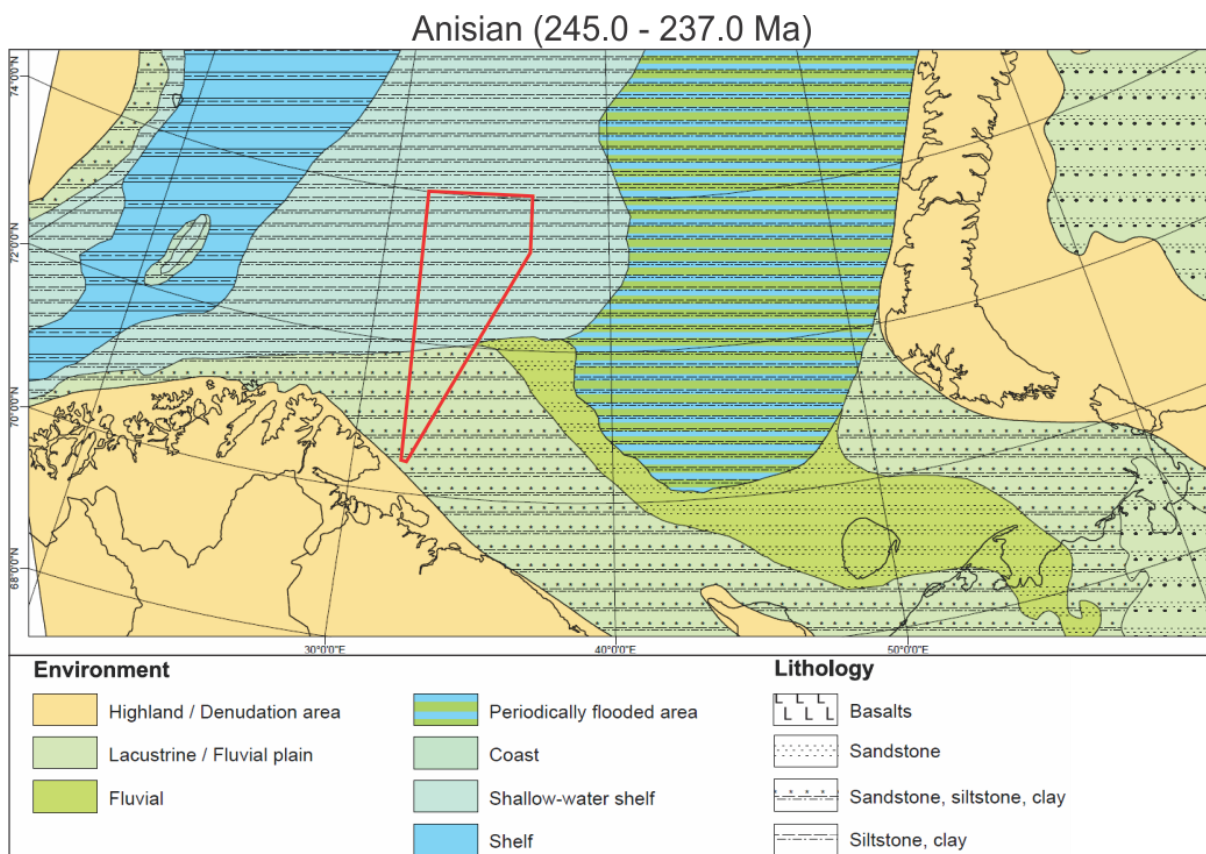 Anisian (245.0 - 237.0 Ma)
74°0'0"N
72°0'0"N
70°0'0"N
68°0'0"N
30°0'0"E
40°0'0"E
50°0'0"E
Environment
Highland / Denudation area
Lacustrine / Fluvial plain
Fluvial
Periodically flooded area
Coast
Shallow-water shelf
Shelf
Lithology
L L L
L L L
Basalts
Sandstone
Sandstone, siltstone, clay
Siltstone, clay